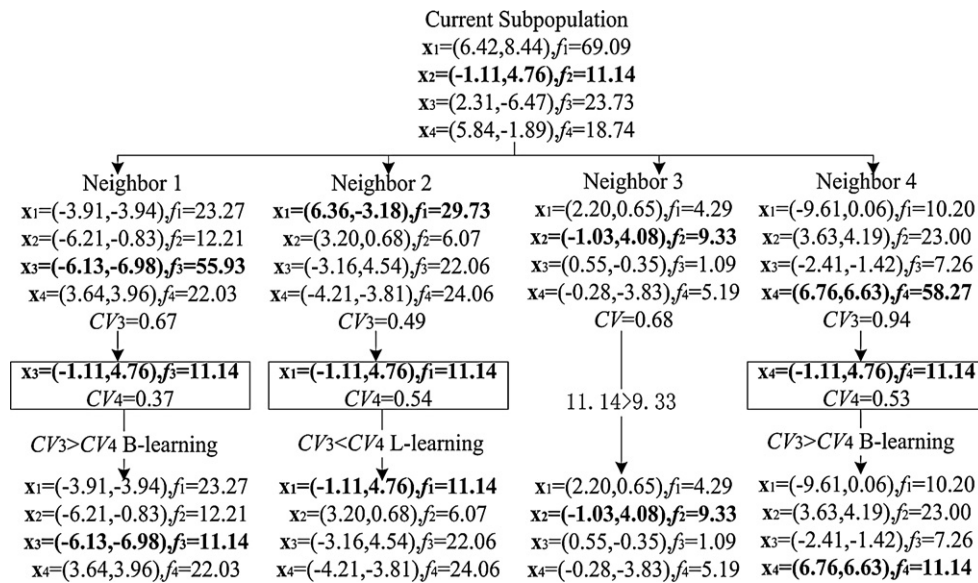 Current Subpopulation
x1=(6.42,8.44),f1=69.09
x2=(-1.11,4.76),f2=11.14
x3=(2.31,-6.47),f3=23.73
x4=(5.84,-1.89),f4=18.74
Neighbor 1
x1=(-3.91,-3.94),f1=23.27
x2=(-6.21,-0.83),f2=12.21
x3=(-6.13,-6.98),f3=55.93
x4=(3.64,3.96),f4=22.03
CV3=0.67
x3=(-1.11,4.76),f3=11.14
CV4=0.37
CV3>CV4 B-learning
x1=(-3.91,-3.94),f1=23.27
x2=(-6.21,-0.83),f2=12.21
x3=(-6.13,-6.98),f3=11.14
x4=(3.64,3.96),f4=22.03
Neighbor 2
x1=(6.36,-3.18),f1=29.73
x2=(3.20,0.68),f2=6.07
x3=(-3.16,4.54),f3=22.06
x4=(-4.21,-3.81),f4=24.06
CV3=0.49
x1=(-1.11,4.76),f1=11.14
CV4=0.54
CV3<CV4 L-learning
x1=(-1.11,4.76),f1=11.14
x2=(3.20,0.68),f2=6.07
x3=(-3.16,4.54),f3=22.06
x4=(-4.21,-3.81),f4=24.06
Neighbor 3
x1=(2.20,0.65),f1=4.29
x2=(-1.03,4.08),f2=9.33
x3=(0.55,-0.35),f3=1.09
x4=(-0.28,-3.83),f4=5.19
CV=0.68
11.14>9.33
x1=(2.20,0.65),f1=4.29
x2=(-1.03,4.08),f2=9.33
x3=(0.55,-0.35),f3=1.09
x4=(-0.28,-3.83),f4=5.19
Neighbor 4
x1=(-9.61,0.06),f1=10.20
x2=(3.63,4.19),f2=23.00
x3=(-2.41,-1.42),f3=7.26
x4=(6.76,6.63),f4=58.27
CV3=0.94
x4=(-1.11,4.76),f4=11.14
CV4=0.53
CV3>CV4 B-learning
x1=(-9.61,0.06),f1=10.20
x2=(3.63,4.19),f2=23.00
x3=(-2.41,-1.42),f3=7.26
x4=(6.76,6.63),f4=11.14